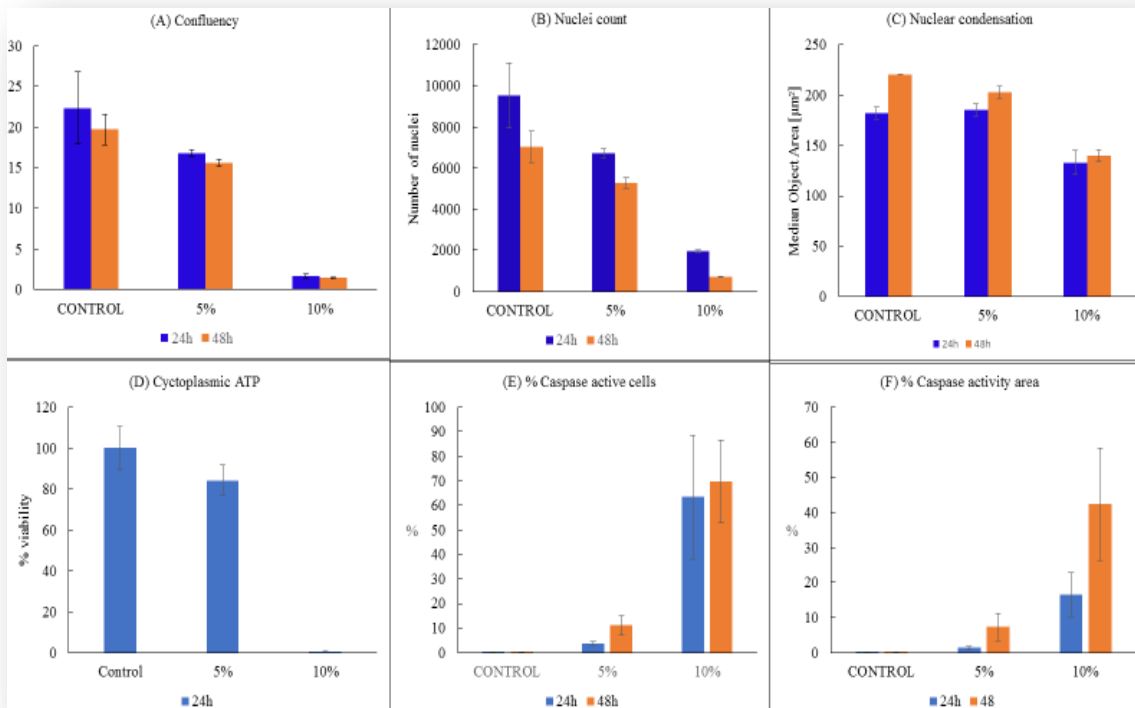 (A) Confluency
30
25
20
15
10
5
0
CONTROL 5% 10%
24h 48h
(B) Nuclei count
Number of nuclei
12000
10000
8000
6000
4000
2000
0
CONTROL 5% 10%
24h 48h
(C) Nuclear condensation
Median Object Area [µm²]
250
200
150
100
50
0
CONTROL 5% 10%
24h 48h
(D) Cyctoplasmic ATP
% viability
120
100
80
60
40
20
0
Control 5% 10%
24h
(E) % Caspase active cells
%
100
90
80
70
60
50
40
30
20
10
0
CONTROL 5% 10%
24h 48h
(F) % Caspase activity area
%
70
60
50
40
30
20
10
0
CONTROL 5% 10%
24h 48